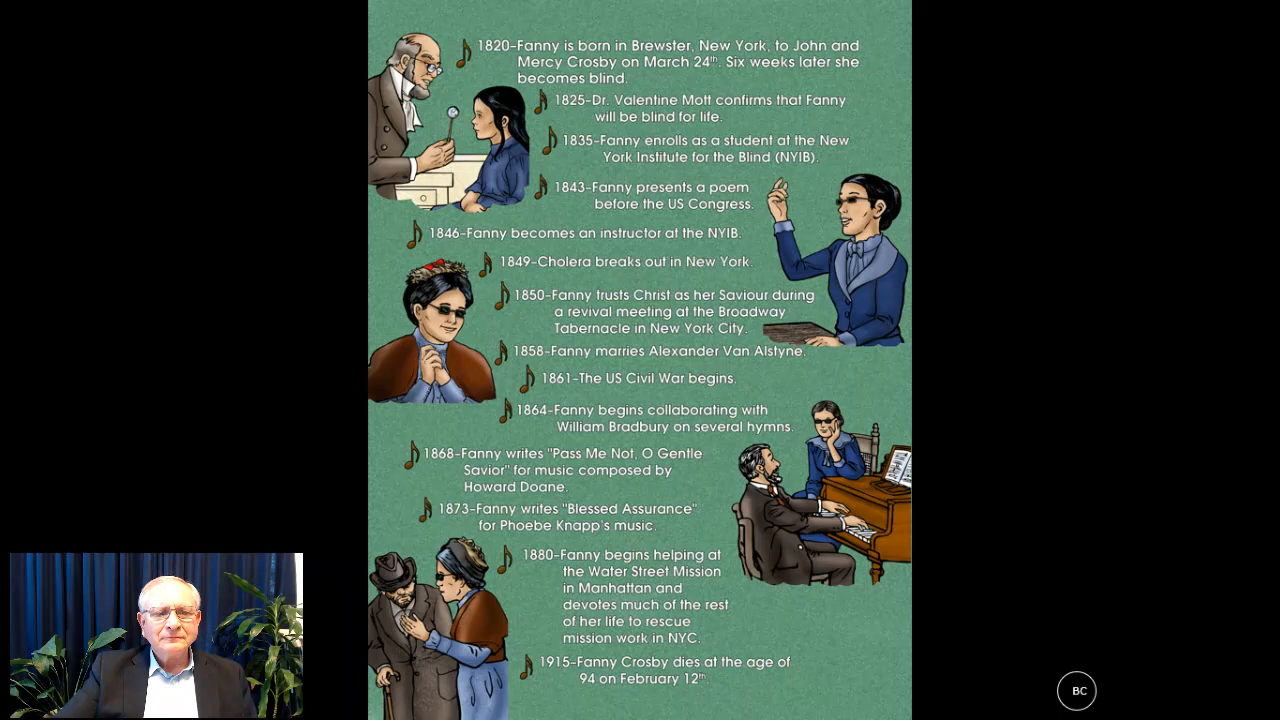 1820–Fanny is born in Brewster, New York, to John and
Mercy Crosby on March 24th. Six weeks later she
becomes blind.
1825–Dr. Valentine Mott confirms that Fanny
will be blind for life.
1835–Fanny enrolls as a student at the New
York Institute for the Blind (NYIB).
1843–Fanny presents a poem
before the US Congress.
1846–Fanny becomes an instructor at the NYIB.
1849–Cholera breaks out in New York.
1850–Fanny trusts Christ as her Saviour during
a revival meeting at the Broadway
Tabernacle in New York City.
1858–Fanny marries Alexander Van Alstyne.
1861–The US Civil War begins.
1864–Fanny begins collaborating with
William Bradbury on several hymns.
1868–Fanny writes "Pass Me Not, O Gentle
Savior" for music composed by
Howard Doane.
1873–Fanny writes "Blessed Assurance"
for Phoebe Knapp's music.
1880–Fanny begins helping at
the Water Street Mission
in Manhattan and
devotes much of the rest
of her life to rescue
mission work in NYC.
1915–Fanny Crosby dies at the age of
94 on February 12th.
BC